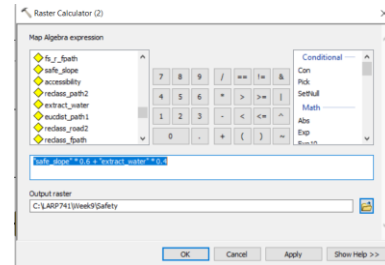 Raster Calculator (2)
Map Algebra expression
fs_r_fpath
safe_slope
accessibility
reclass_path2
extract_water
eucdist_path1
reclass_road2
reclass_fpath
7 8 9 / == != &
4 5 6 * > >= |
1 2 3 - < <= ^
0 . + ( ) ~
Conditional
Con
Pick
SetNull
Math
Abs
Exp
Exp10
"safe_slope" * 0.6 + "extract_water" * 0.4
Output raster
C:\LARP741\Week9\Safety
OK Cancel Apply Show Help >>